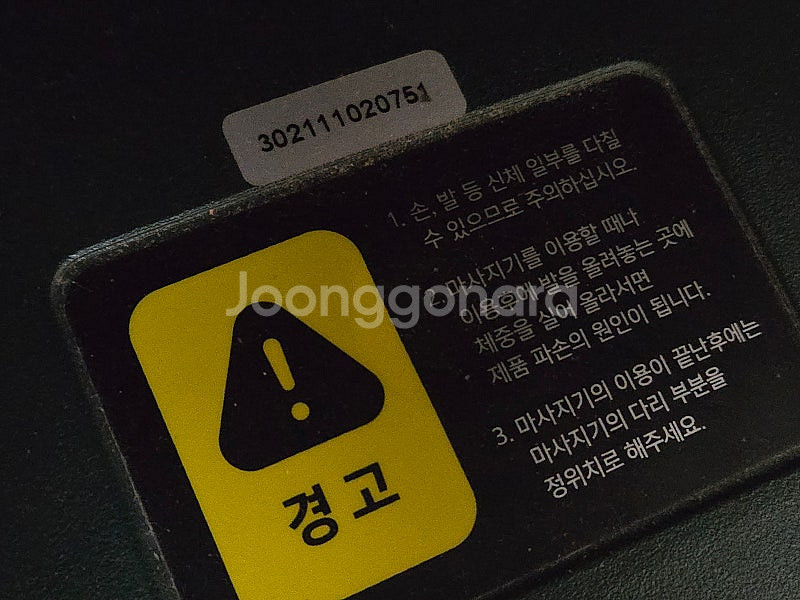 302111020751
1. 손, 발 등 신체 일부를 다칠
수 있으므로 주의하십시오.
2. 마사지기를 이용할 때나
이용후에 발을 올려놓는 곳에
체중을 실어 올라서면
제품 파손의 원인이 됩니다.
3. 마사지기의 이용이 끝난후에는
마사지기의 다리 부분을
정위치로 해주세요.
경고
Joonggonara